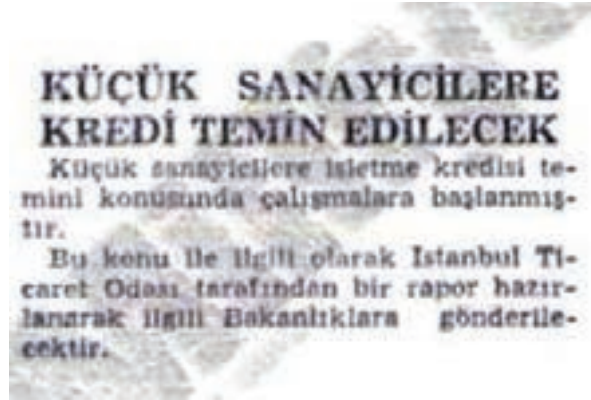 KÜÇÜK SANAYİCİLERE
KREDİ TEMİN EDİLECEK
Küçük sanayicilere işletme kredisi te-
mini konusunda çalışmalara başlanmış-
tır.
Bu konu ile ilgili olarak İstanbul Ti-
caret Odası tarafından bir rapor hazır-
lanarak ilgili Bakanlıklara gönderile-
cektir.